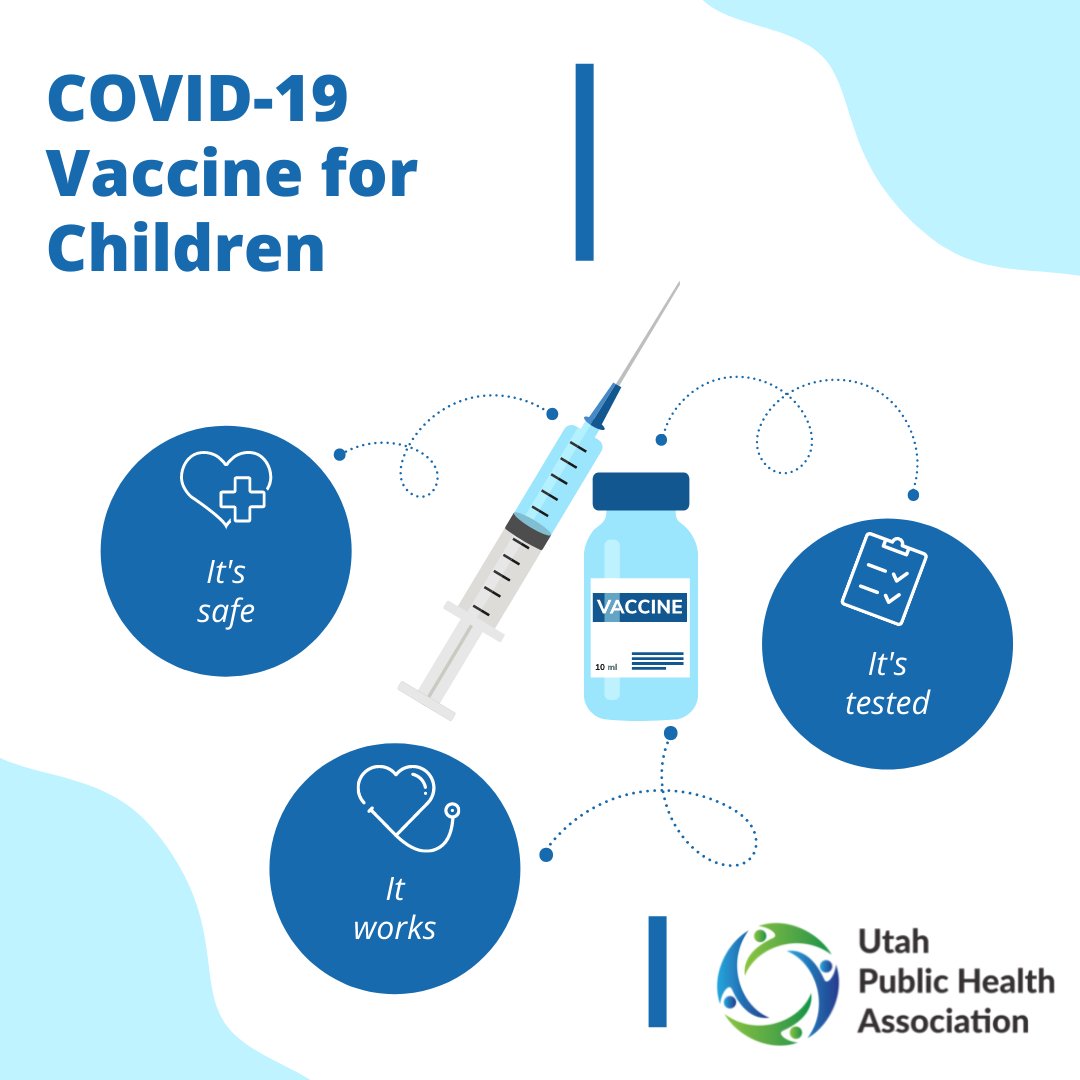 COVID-19
Vaccine for
Children
It's
safe
VACCINE
10 ml
It's
tested
It
works
Utah
Public Health
Association